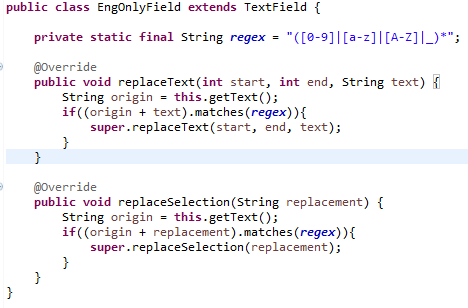 public class EngOnlyField extends TextField {
private static final String regex = "([0-9]|[a-z]|[A-Z]|_)*";
@Override
public void replaceText(int start, int end, String text) {
String origin = this.getText();
if((origin + text).matches(regex)){
super.replaceText(start, end, text);
}
}
@Override
public void replaceSelection(String replacement) {
String origin = this.getText();
if((origin + replacement).matches(regex)){
super.replaceSelection(replacement);
}
}
}